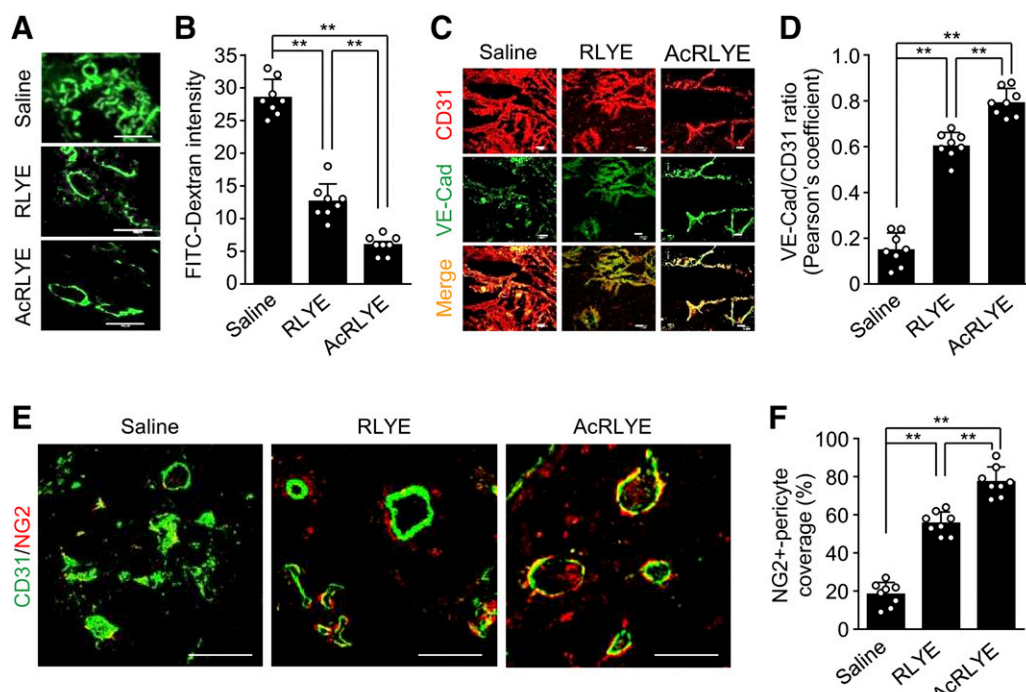 A
Saline
RLYE
AcRLYE
B
FITC-Dextran intensity
35
30
25
20
15
10
5
0
**
** **
Saline RLYE AcRLYE
C
Saline RLYE AcRLYE
CD31
VE-Cad
Merge
D
VE-Cad/CD31 ratio
(Pearson's coefficient)
1.0
0.8
0.6
0.4
0.2
0
**
** **
Saline RLYE AcRLYE
E
Saline RLYE AcRLYE
CD31/NG2
F
NG2+-pericyte
coverage (%)
100
80
60
40
20
0
**
** **
Saline RLYE AcRLYE